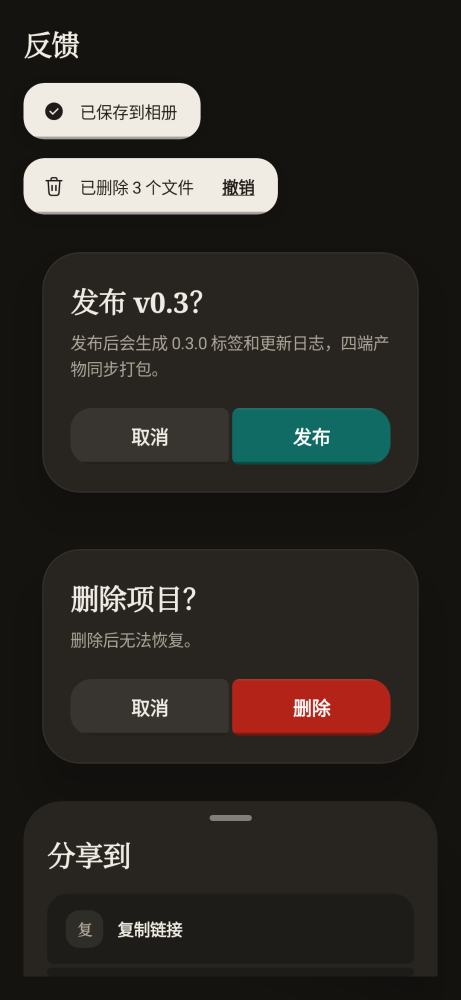 反馈
已保存到相册
已删除 3 个文件 撤销
发布 v0.3？
发布后会生成 0.3.0 标签和更新日志，四端产
物同步打包。
取消 发布
删除项目？
删除后无法恢复。
取消 删除
分享到
复 复制链接